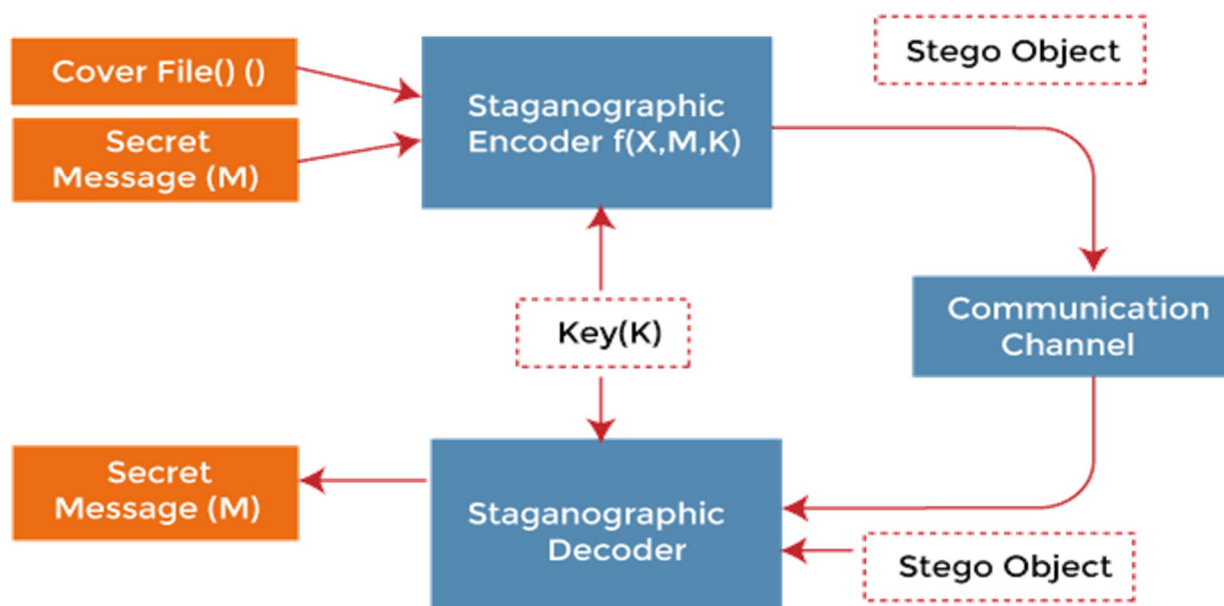 Cover File() ()
Secret
Message (M)
Staganographic
Encoder f(X,M,K)
Stego Object
Key(K)
Communication
Channel
Secret
Message (M)
Staganographic
Decoder
Stego Object